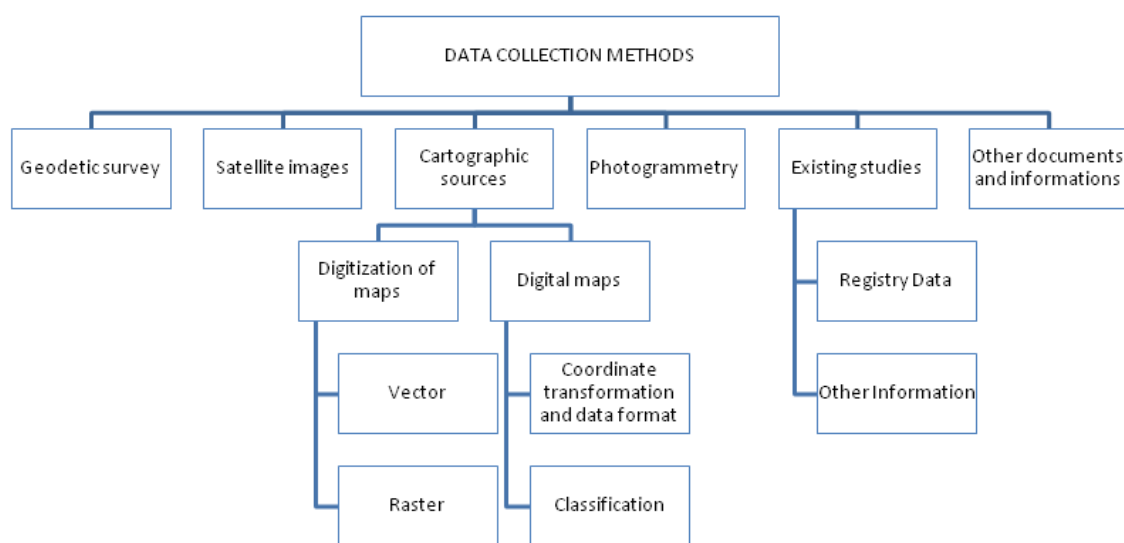 DATA COLLECTION METHODS
Geodetic survey
Satellite images
Cartographic
sources
Photogrammetry
Existing studies
Other documents
and informations
Digitization of
maps
Digital maps
Registry Data
Vector
Coordinate
transformation
and data format
Other Information
Raster
Classification